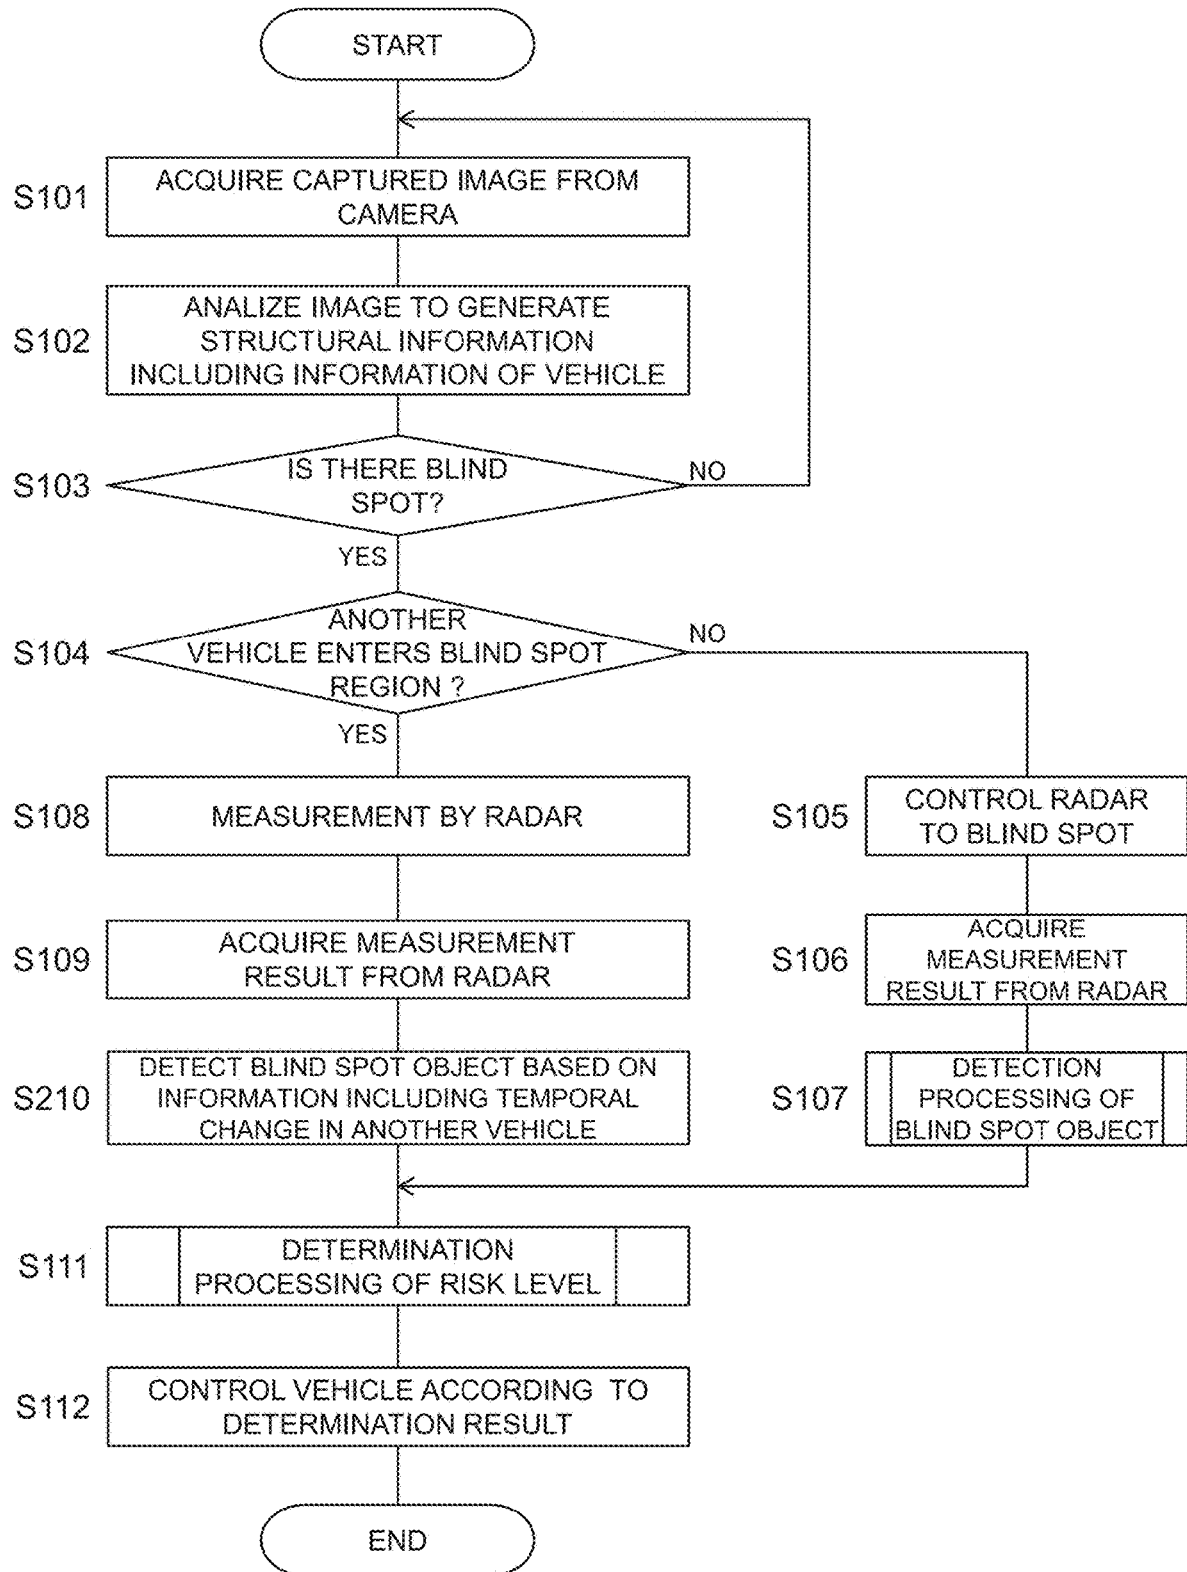 START
S101
ACQUIRE CAPTURED IMAGE FROM
CAMERA
S102
ANALIZE IMAGE TO GENERATE
STRUCTURAL INFORMATION
INCLUDING INFORMATION OF VEHICLE
S103
IS THERE BLIND
SPOT?
NO
YES
S104
ANOTHER
VEHICLE ENTERS BLIND SPOT
REGION ?
NO
YES
S108
MEASUREMENT BY RADAR
S105
CONTROL RADAR
TO BLIND SPOT
S109
ACQUIRE MEASUREMENT
RESULT FROM RADAR
S106
ACQUIRE
MEASUREMENT
RESULT FROM RADAR
S210
DETECT BLIND SPOT OBJECT BASED ON
INFORMATION INCLUDING TEMPORAL
CHANGE IN ANOTHER VEHICLE
S107
DETECTION
PROCESSING OF
BLIND SPOT OBJECT
S111
DETERMINATION
PROCESSING OF RISK LEVEL
S112
CONTROL VEHICLE ACCORDING TO
DETERMINATION RESULT
END